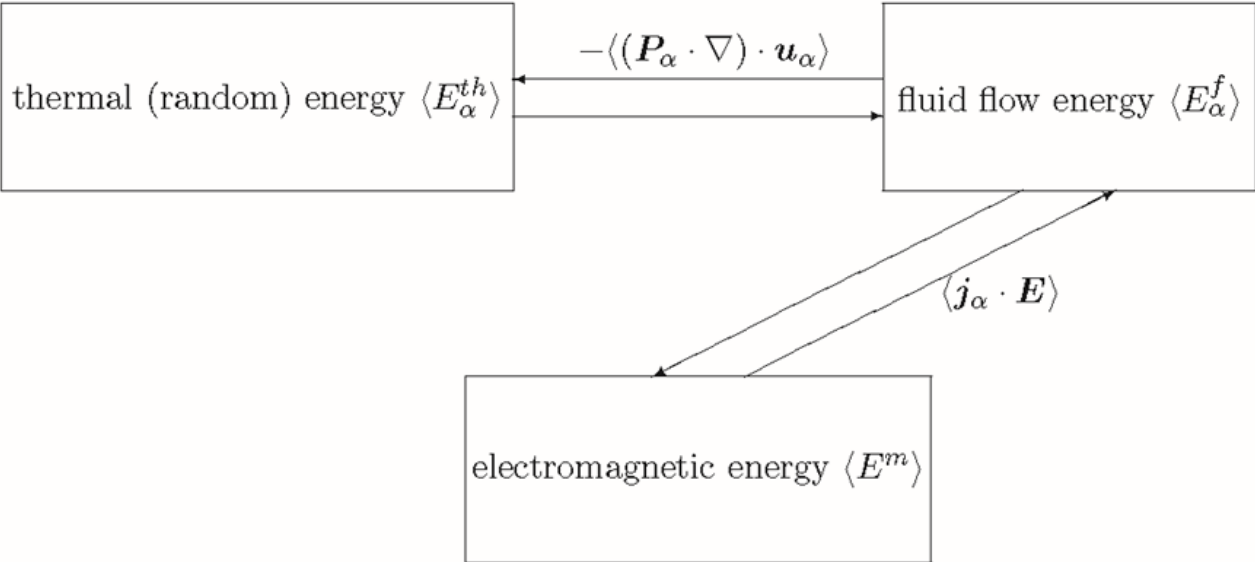 −⟨(𝑷_α · ∇) · 𝒖_α⟩
thermal (random) energy ⟨E_α^{th}⟩
fluid flow energy ⟨E_α^f⟩
⟨𝒋_α · 𝑬⟩
electromagnetic energy ⟨E^m⟩